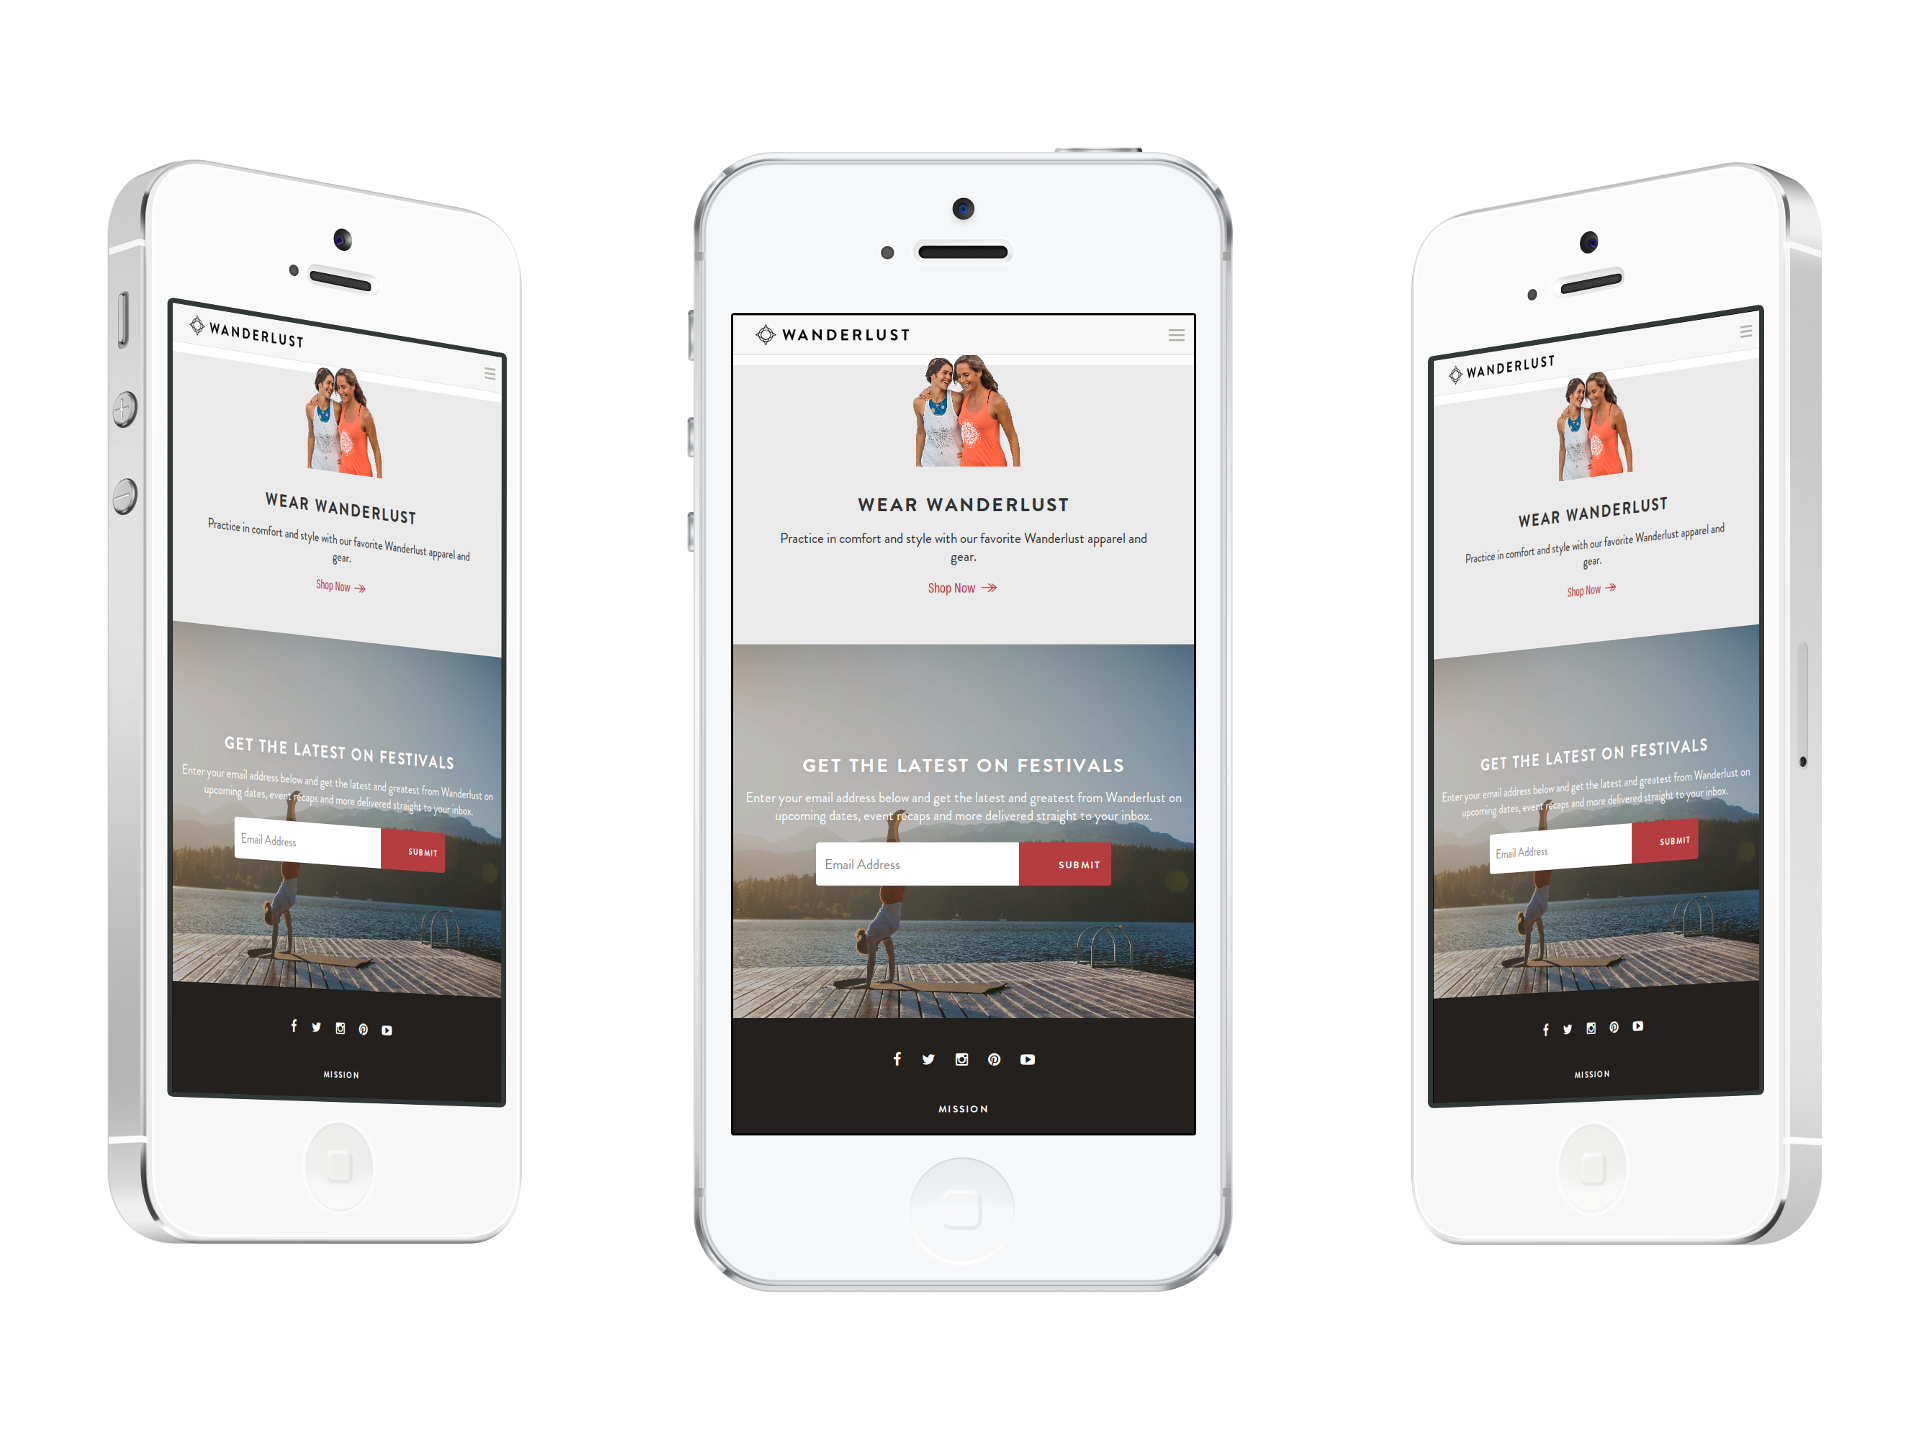 WANDERLUST
WEAR WANDERLUST
Practice in comfort and style with our favorite Wanderlust apparel and
gear.
Shop Now
GET THE LATEST ON FESTIVALS
Enter your email address below and get the latest and greatest from Wanderlust on
upcoming dates, event recaps and more delivered straight to your inbox.
Email Address
SUBMIT
MISSION
WANDERLUST
WEAR WANDERLUST
Practice in comfort and style with our favorite Wanderlust apparel and
gear.
Shop Now
GET THE LATEST ON FESTIVALS
Enter your email address below and get the latest and greatest from Wanderlust on
upcoming dates, event recaps and more delivered straight to your inbox.
Email Address
SUBMIT
MISSION
WANDERLUST
WEAR WANDERLUST
Practice in comfort and style with our favorite Wanderlust apparel and
gear.
Shop Now
GET THE LATEST ON FESTIVALS
Enter your email address below and get the latest and greatest from Wanderlust on
upcoming dates, event recaps and more delivered straight to your inbox.
Email Address
SUBMIT
MISSION